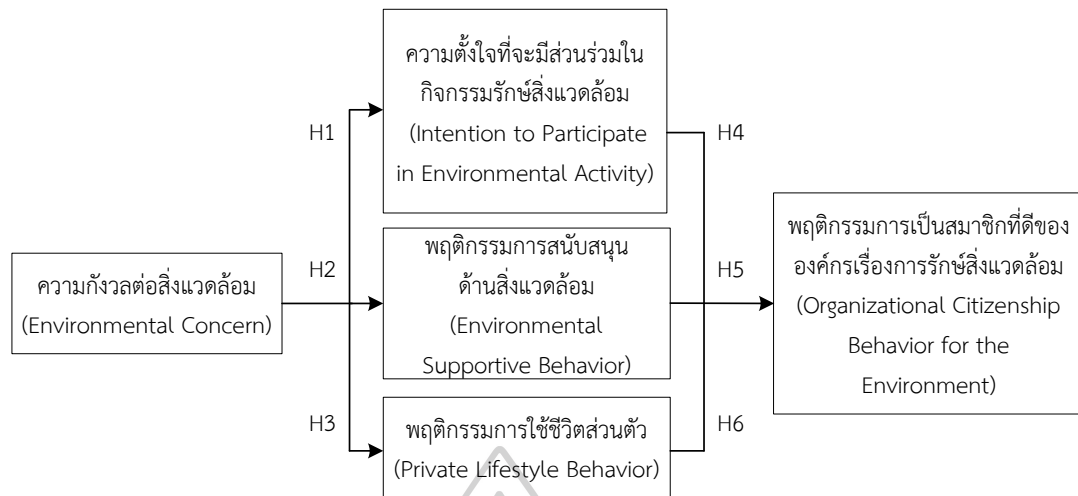 ความตั้งใจที่จะมีส่วนร่วมใน
กิจกรรมรักษ์สิ่งแวดล้อม
(Intention to Participate
in Environmental Activity)
H1
H4
พฤติกรรมการสนับสนุน
ด้านสิ่งแวดล้อม
(Environmental
Supportive Behavior)
H2
H5
ความกังวลต่อสิ่งแวดล้อม
(Environmental Concern)
พฤติกรรมการเป็นสมาชิกที่ดีของ
องค์กรเรื่องการรักษ์สิ่งแวดล้อม
(Organizational Citizenship
Behavior for the
Environment)
H3
H6
พฤติกรรมการใช้ชีวิตส่วนตัว
(Private Lifestyle Behavior)